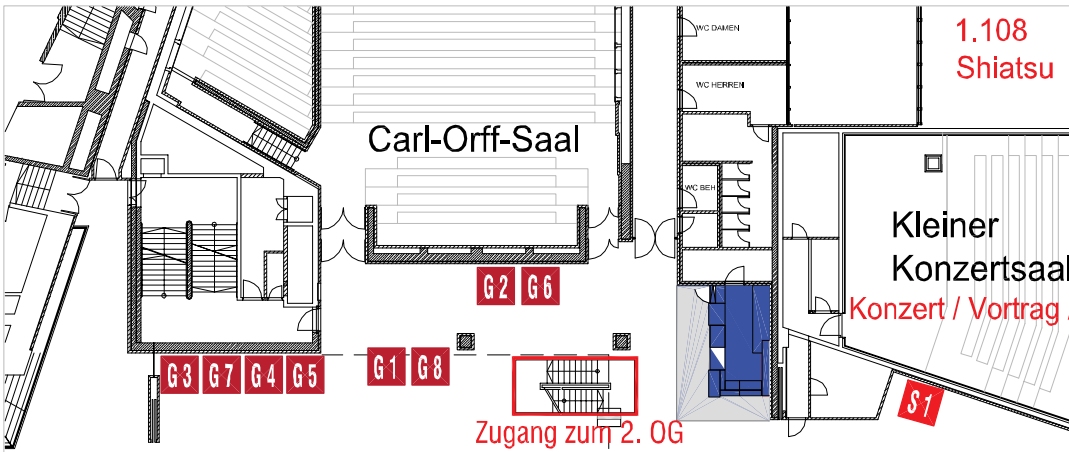 WC DAMEN
1.108
Shiatsu
WC HERREN
Carl-Orff-Saal
WC BEH
Kleiner
Konzertsaal
Konzert / Vortrag
G2 G6
G3 G7 G4 G5 G1 G8
S1
Zugang zum 2. OG